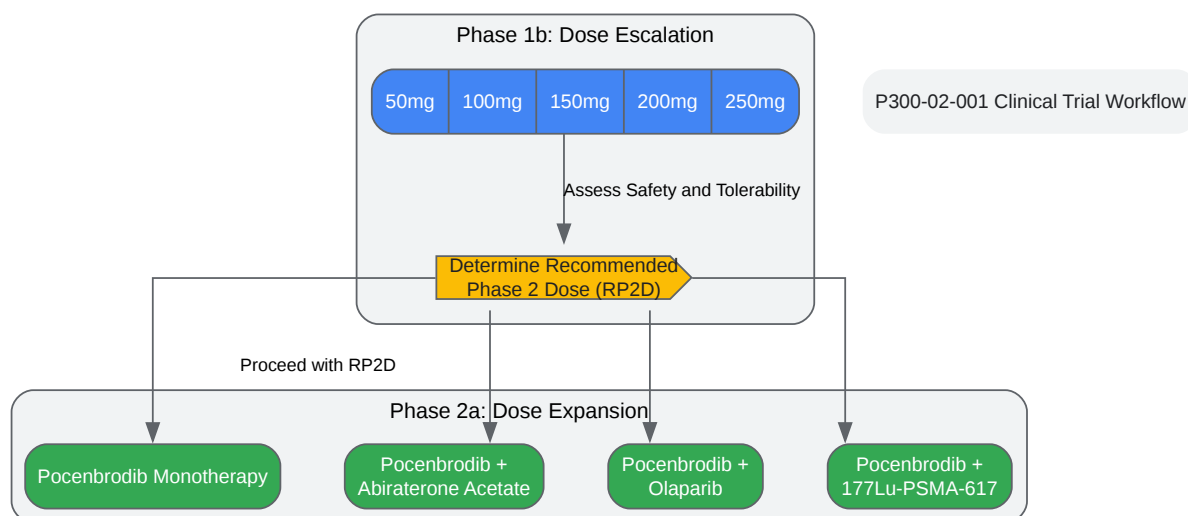 Phase 1b: Dose Escalation
50mg
100mg
150mg
200mg
250mg
P300-02-001 Clinical Trial Workflow
Assess Safety and Tolerability
Determine Recommended
Phase 2 Dose (RP2D)
Proceed with RP2D
Phase 2a: Dose Expansion
Pocenbrodib Monotherapy
Pocenbrodib +
Abiraterone Acetate
Pocenbrodib +
Olaparib
Pocenbrodib +
177Lu-PSMA-617